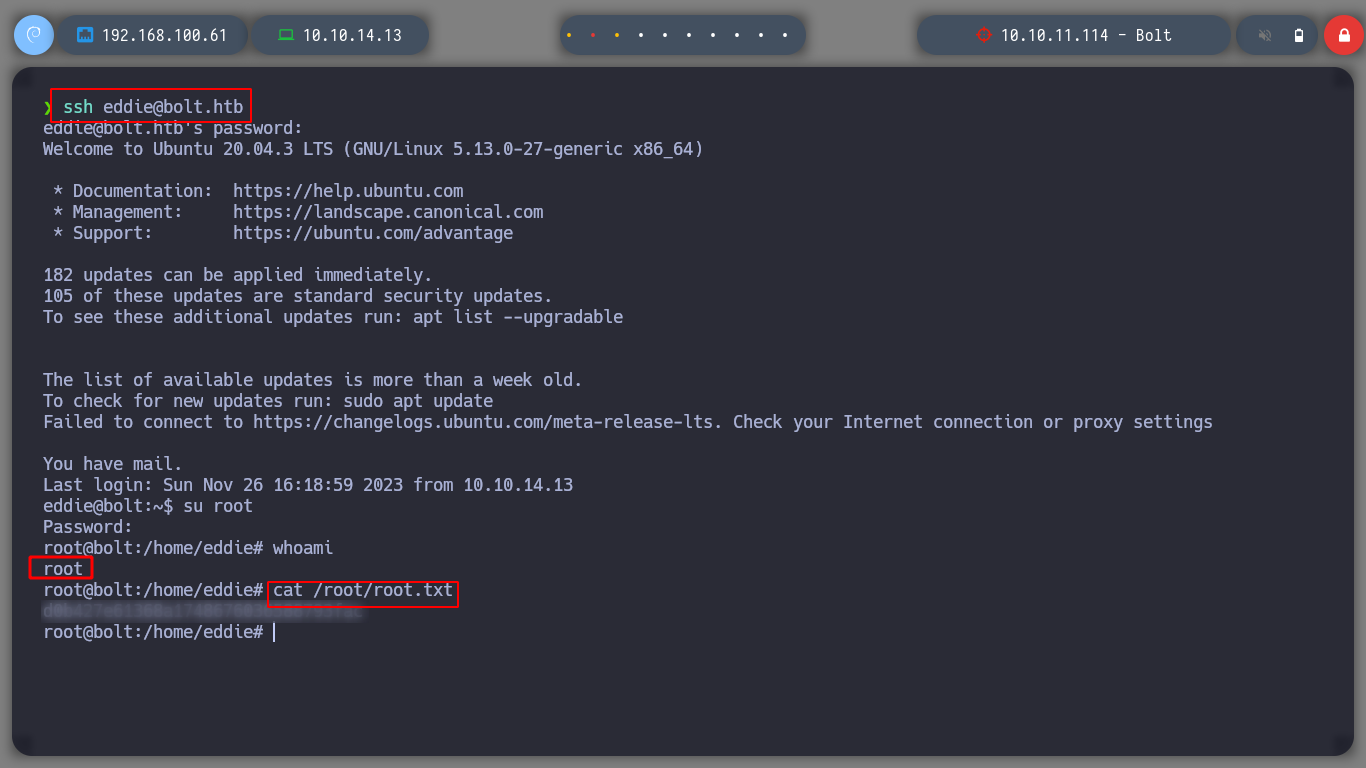 192.168.100.61 10.10.14.13 10.10.11.114 - Bolt
❯ ssh eddie@bolt.htb
eddie@bolt.htb's password:
Welcome to Ubuntu 20.04.3 LTS (GNU/Linux 5.13.0-27-generic x86_64)
* Documentation: https://help.ubuntu.com
* Management: https://landscape.canonical.com
* Support: https://ubuntu.com/advantage
182 updates can be applied immediately.
105 of these updates are standard security updates.
To see these additional updates run: apt list --upgradable
The list of available updates is more than a week old.
To check for new updates run: sudo apt update
Failed to connect to https://changelogs.ubuntu.com/meta-release-lts. Check your Internet connection or proxy settings
You have mail.
Last login: Sun Nov 26 16:18:59 2023 from 10.10.14.13
eddie@bolt:~$ su root
Password:
root@bolt:/home/eddie# whoami
root
root@bolt:/home/eddie# cat /root/root.txt
root@bolt:/home/eddie#